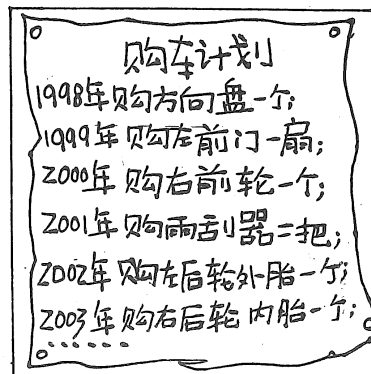 购车计划
1998年购方向盘一个;
1999年购左前门一扇;
2000年购右前轮一个;
2001年购雨刮器二把;
2002年购左后轮外胎一个;
2003年购右后轮内胎一个;
······